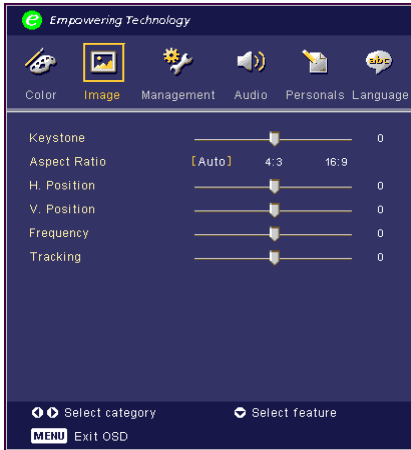 e Empowering Technology
Color Image Management Audio Personals abc Language
Keystone 0
Aspect Ratio [Auto] 4:3 16:9
H. Position 0
V. Position 0
Frequency 0
Tracking 0
Select category Select feature
MENU Exit OSD